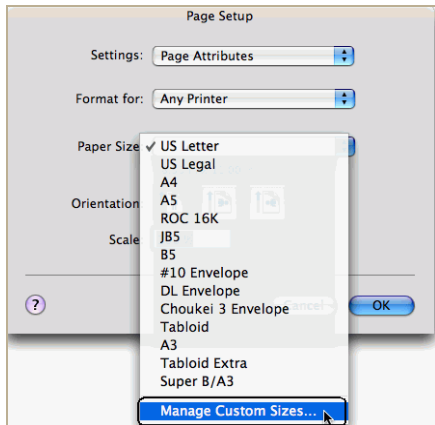 Page Setup
Settings: Page Attributes
Format for: Any Printer
Paper Size ✓ US Letter
US Legal
A4
A5
Orientation
ROC 16K
Scale
JB5
B5
#10 Envelope
DL Envelope
? Cancel OK
Choukei 3 Envelope
Tabloid
A3
Tabloid Extra
Super B/A3
Manage Custom Sizes...